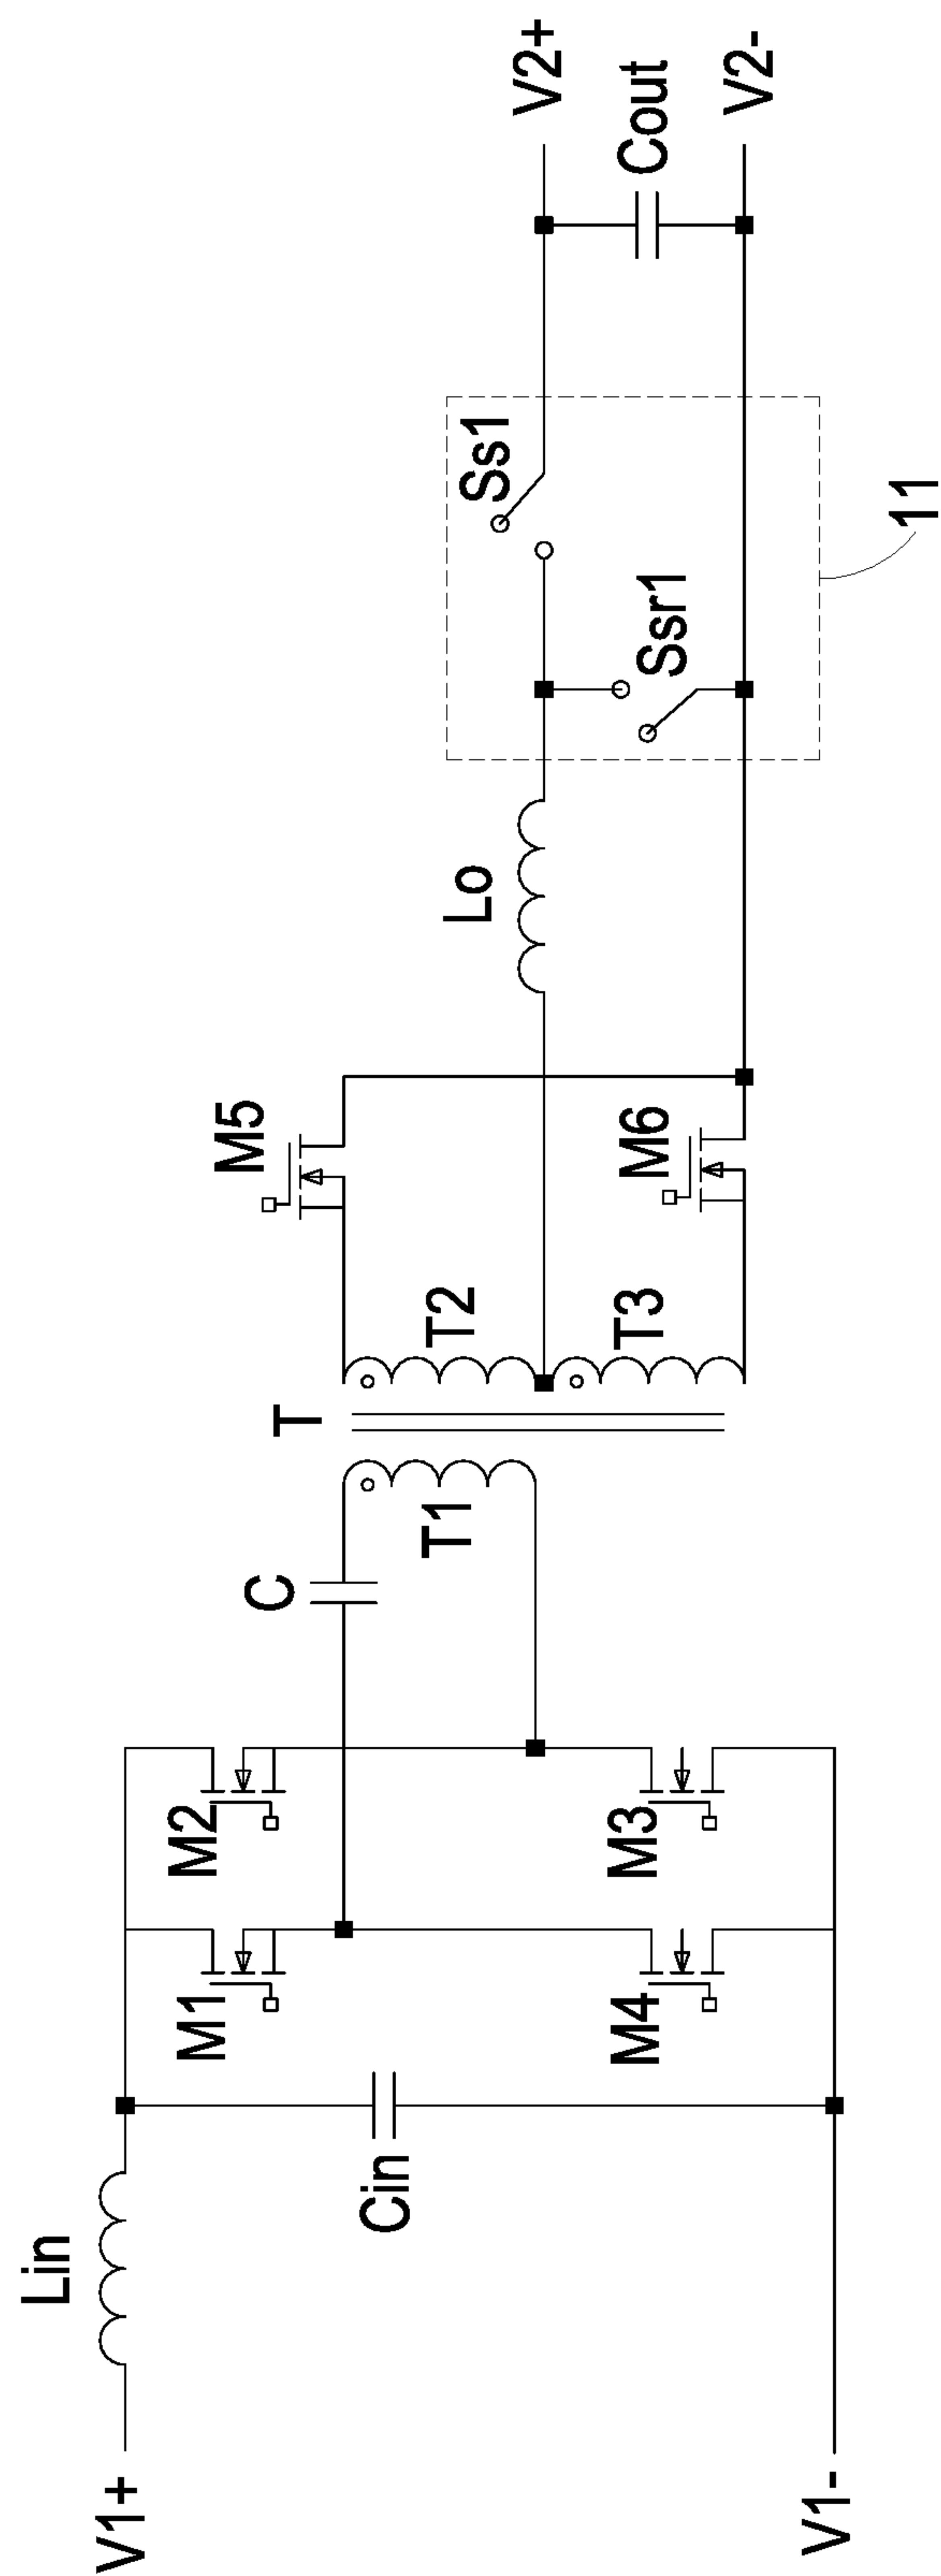 V1+
Lin
V1-
Cin
M1
M2
M4
M3
C
T
T1
T2
T3
M5
M6
Lo
Ss1
Ssr1
11
Cout
V2+
V2-